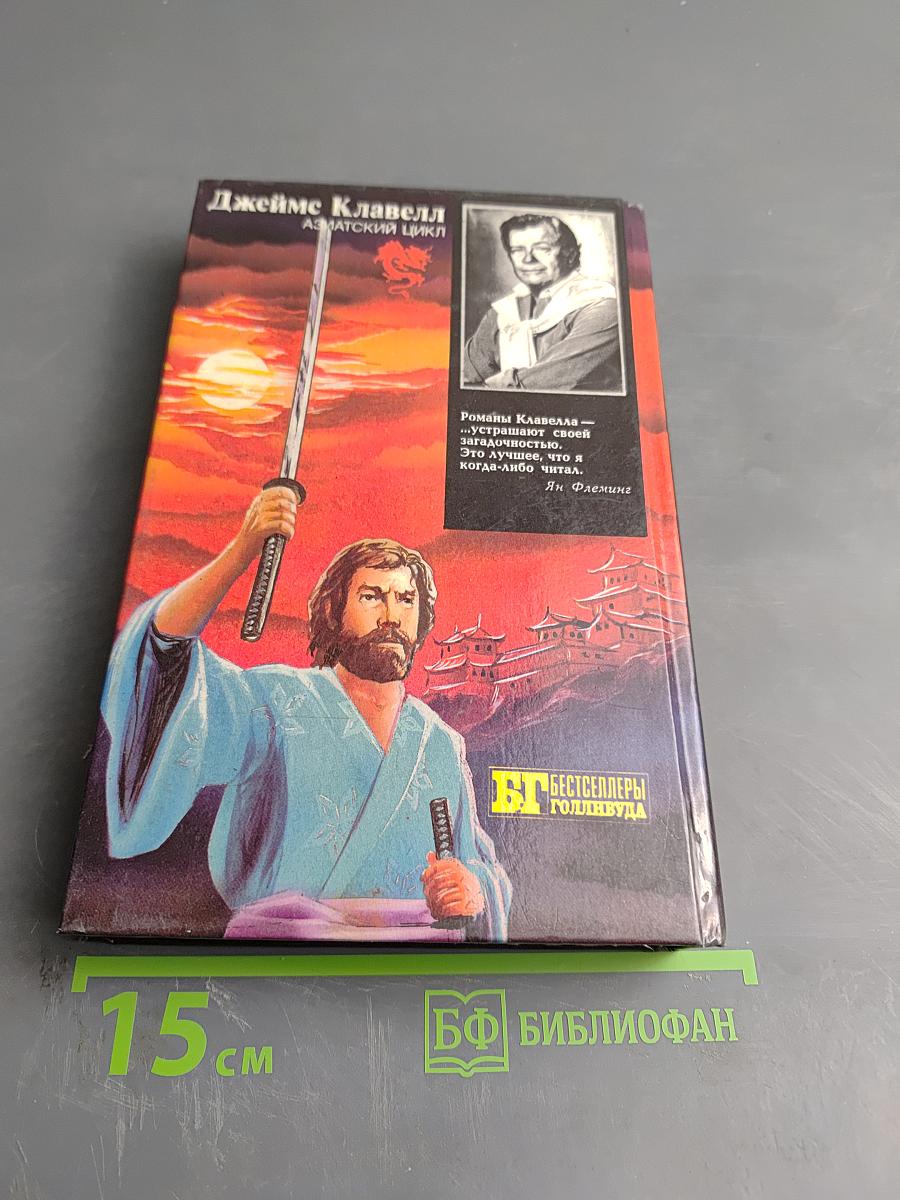 Джеймс Клавелл
АЗИАТСКИЙ ЦИКЛ
Романы Клавелла —
...устрашают своей
загадочностью.
Это лучшее, что я
когда-либо читал.
Ян Флеминг
БГ БЕСТСЕЛЛЕРЫ
ГОЛЛИВУДА
15 см
БФ БИБЛИОФАН